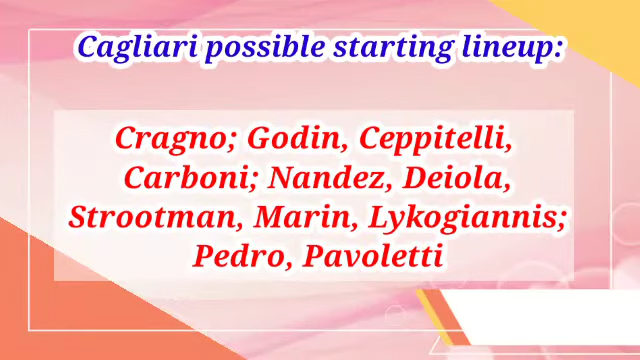 Cagliari possible starting lineup:
Cragno; Godin, Ceppitelli,
Carboni; Nandez, Deiola,
Strootman, Marin, Lykogiannis;
Pedro, Pavoletti